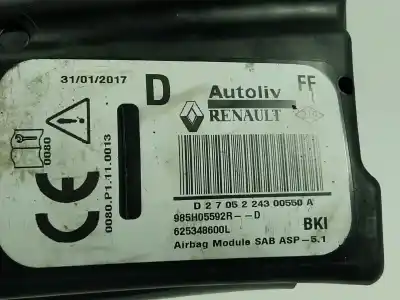 31/01/2017
D
Autoliv
FF
RENAULT
0080
0080.P1.11.0013
D 2 7 05 2 243 00550 A
985H05592R--D
625348600L
BKI
Airbag Module SAB ASP-5.1